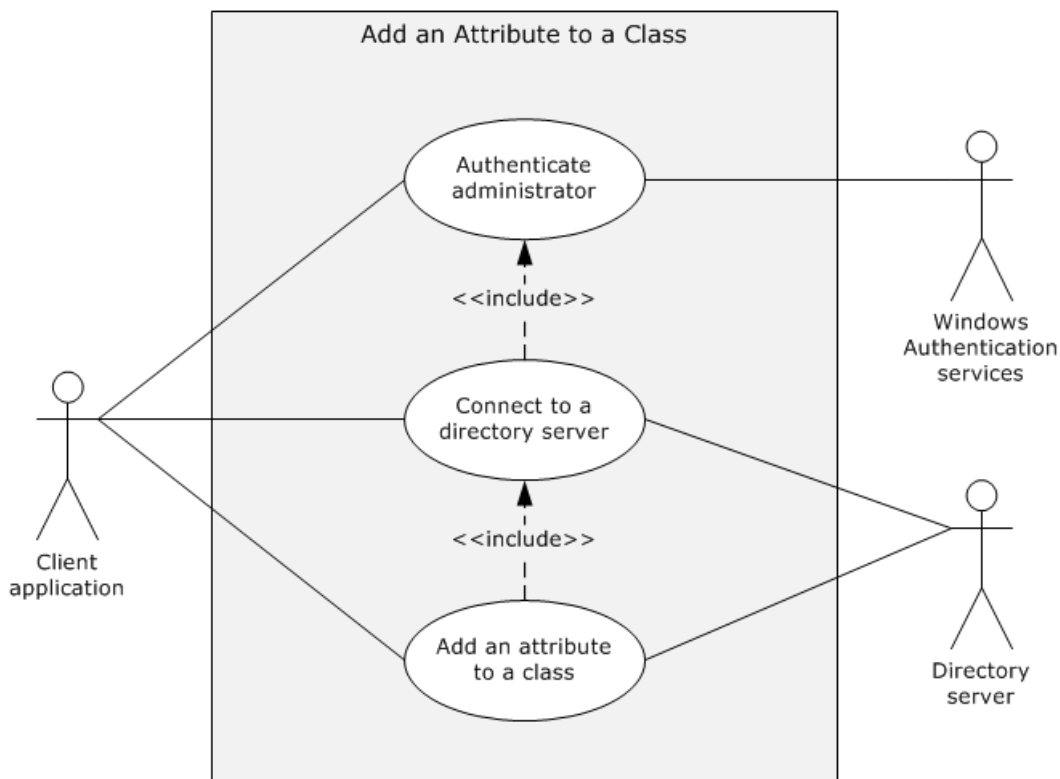 Add an Attribute to a Class
Authenticate
administrator
<<include>>
Windows
Authentication
services
Connect to a
directory server
<<include>>
Client
application
Add an attribute
to a class
Directory
server